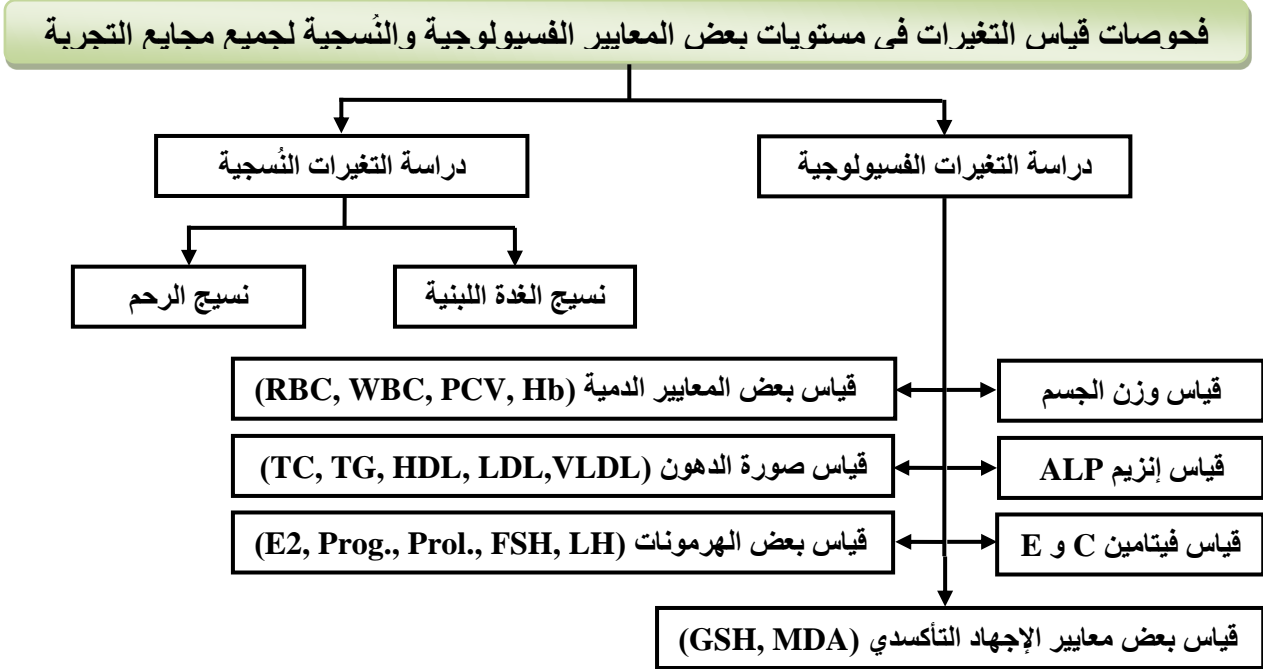 فحوصات قياس التغيرات في مستويات بعض المعايير الفسيولوجية والنُسجية لجميع مجايع التجربة
دراسة التغيرات الفسيولوجية
دراسة التغيرات النُسجية
نسيج الغدة اللبنية
نسيج الرحم
قياس وزن الجسم
قياس بعض المعايير الدمية (RBC, WBC, PCV, Hb)
قياس إنزيم ALP
قياس صورة الدهون (TC, TG, HDL, LDL,VLDL)
قياس فيتامين C و E
قياس بعض الهرمونات (E2, Prog., Prol., FSH, LH)
قياس بعض معايير الإجهاد التأكسدي (GSH, MDA)